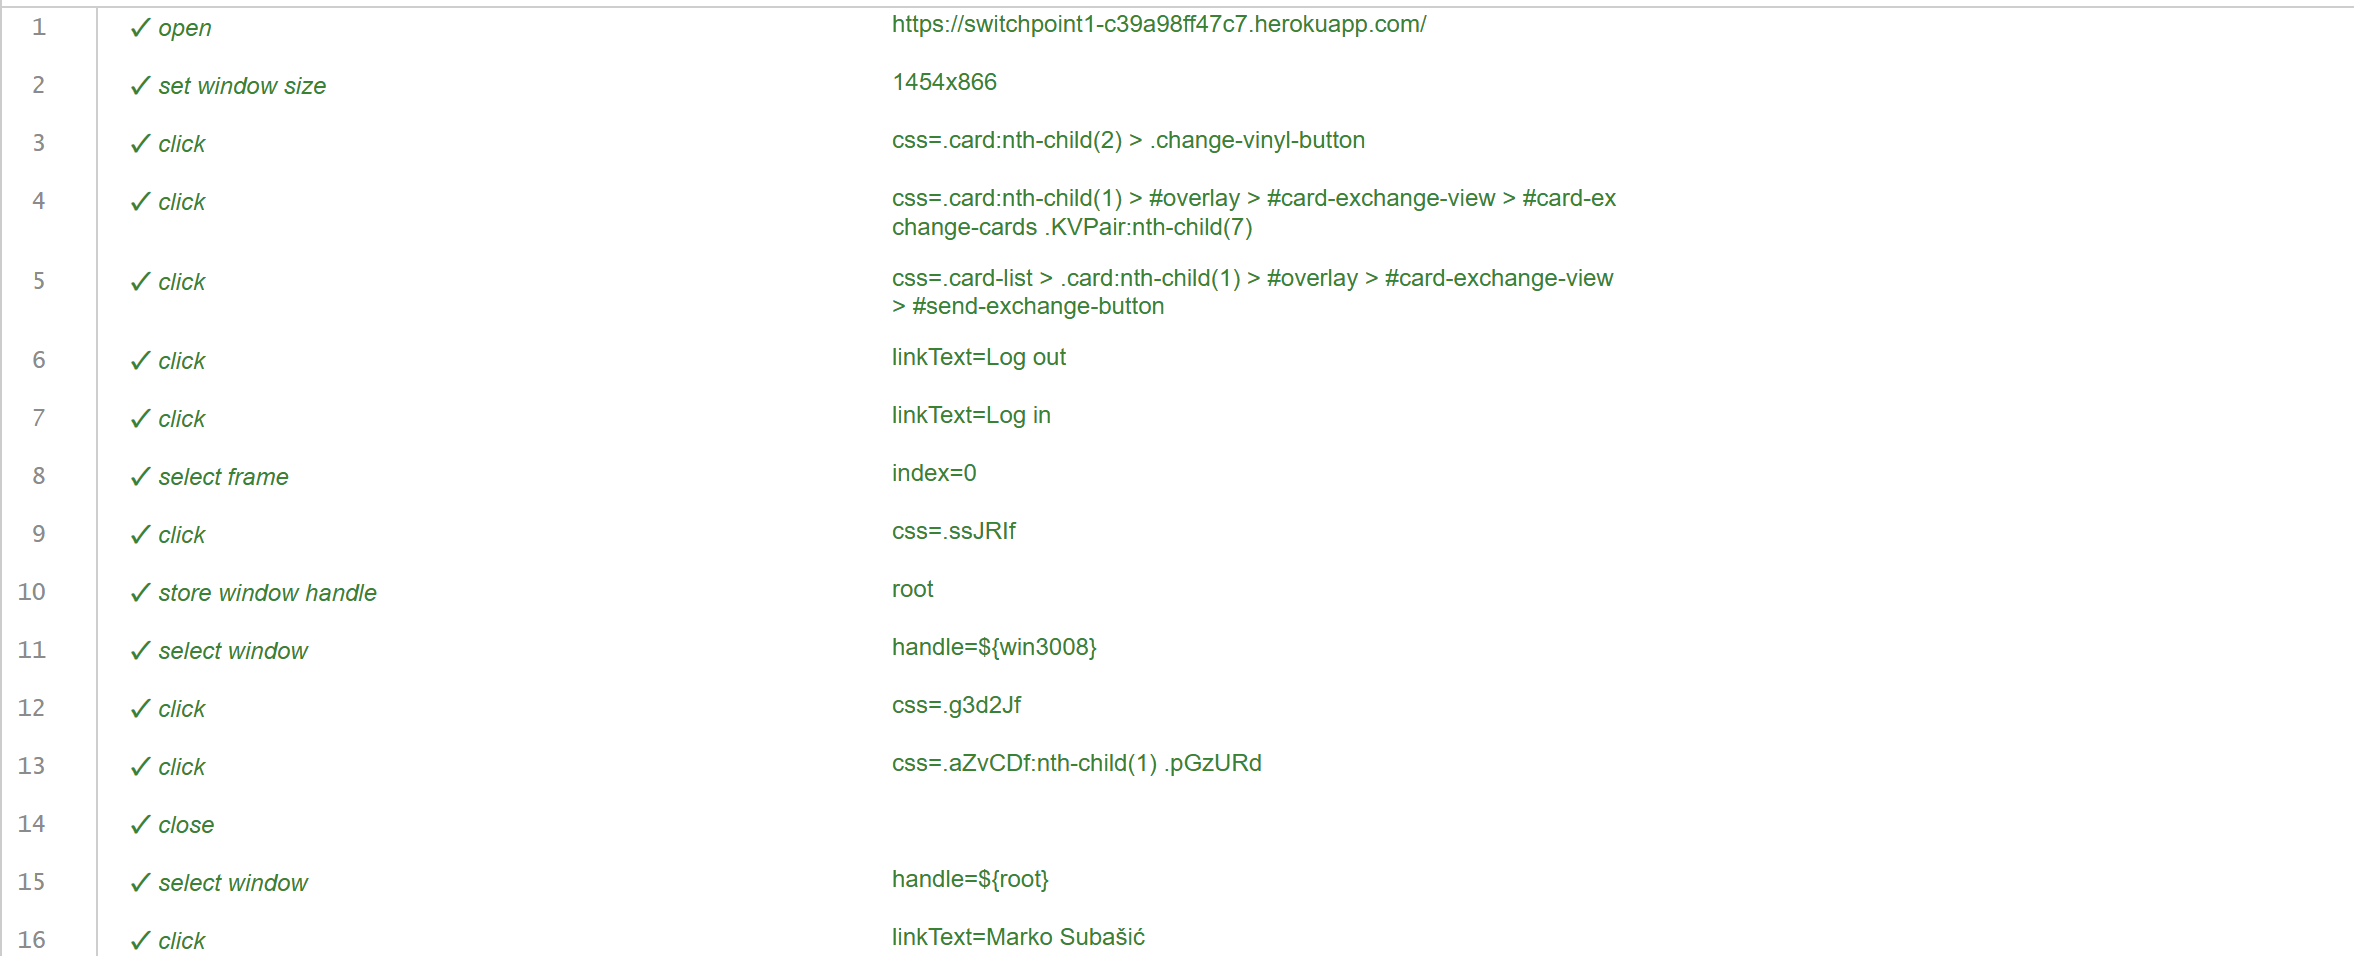 1 ✓ open https://switchpoint1-c39a98ff47c7.herokuapp.com/
2 ✓ set window size 1454x866
3 ✓ click css=.card:nth-child(2) > .change-vinyl-button
4 ✓ click css=.card:nth-child(1) > #overlay > #card-exchange-view > #card-ex
change-cards .KVPair:nth-child(7)
5 ✓ click css=.card-list > .card:nth-child(1) > #overlay > #card-exchange-view
> #send-exchange-button
6 ✓ click linkText=Log out
7 ✓ click linkText=Log in
8 ✓ select frame index=0
9 ✓ click css=.ssJRIf
10 ✓ store window handle root
11 ✓ select window handle=${win3008}
12 ✓ click css=.g3d2Jf
13 ✓ click css=.aZvCDf:nth-child(1) .pGzURd
14 ✓ close
15 ✓ select window handle=${root}
16 ✓ click linkText=Marko Subašić